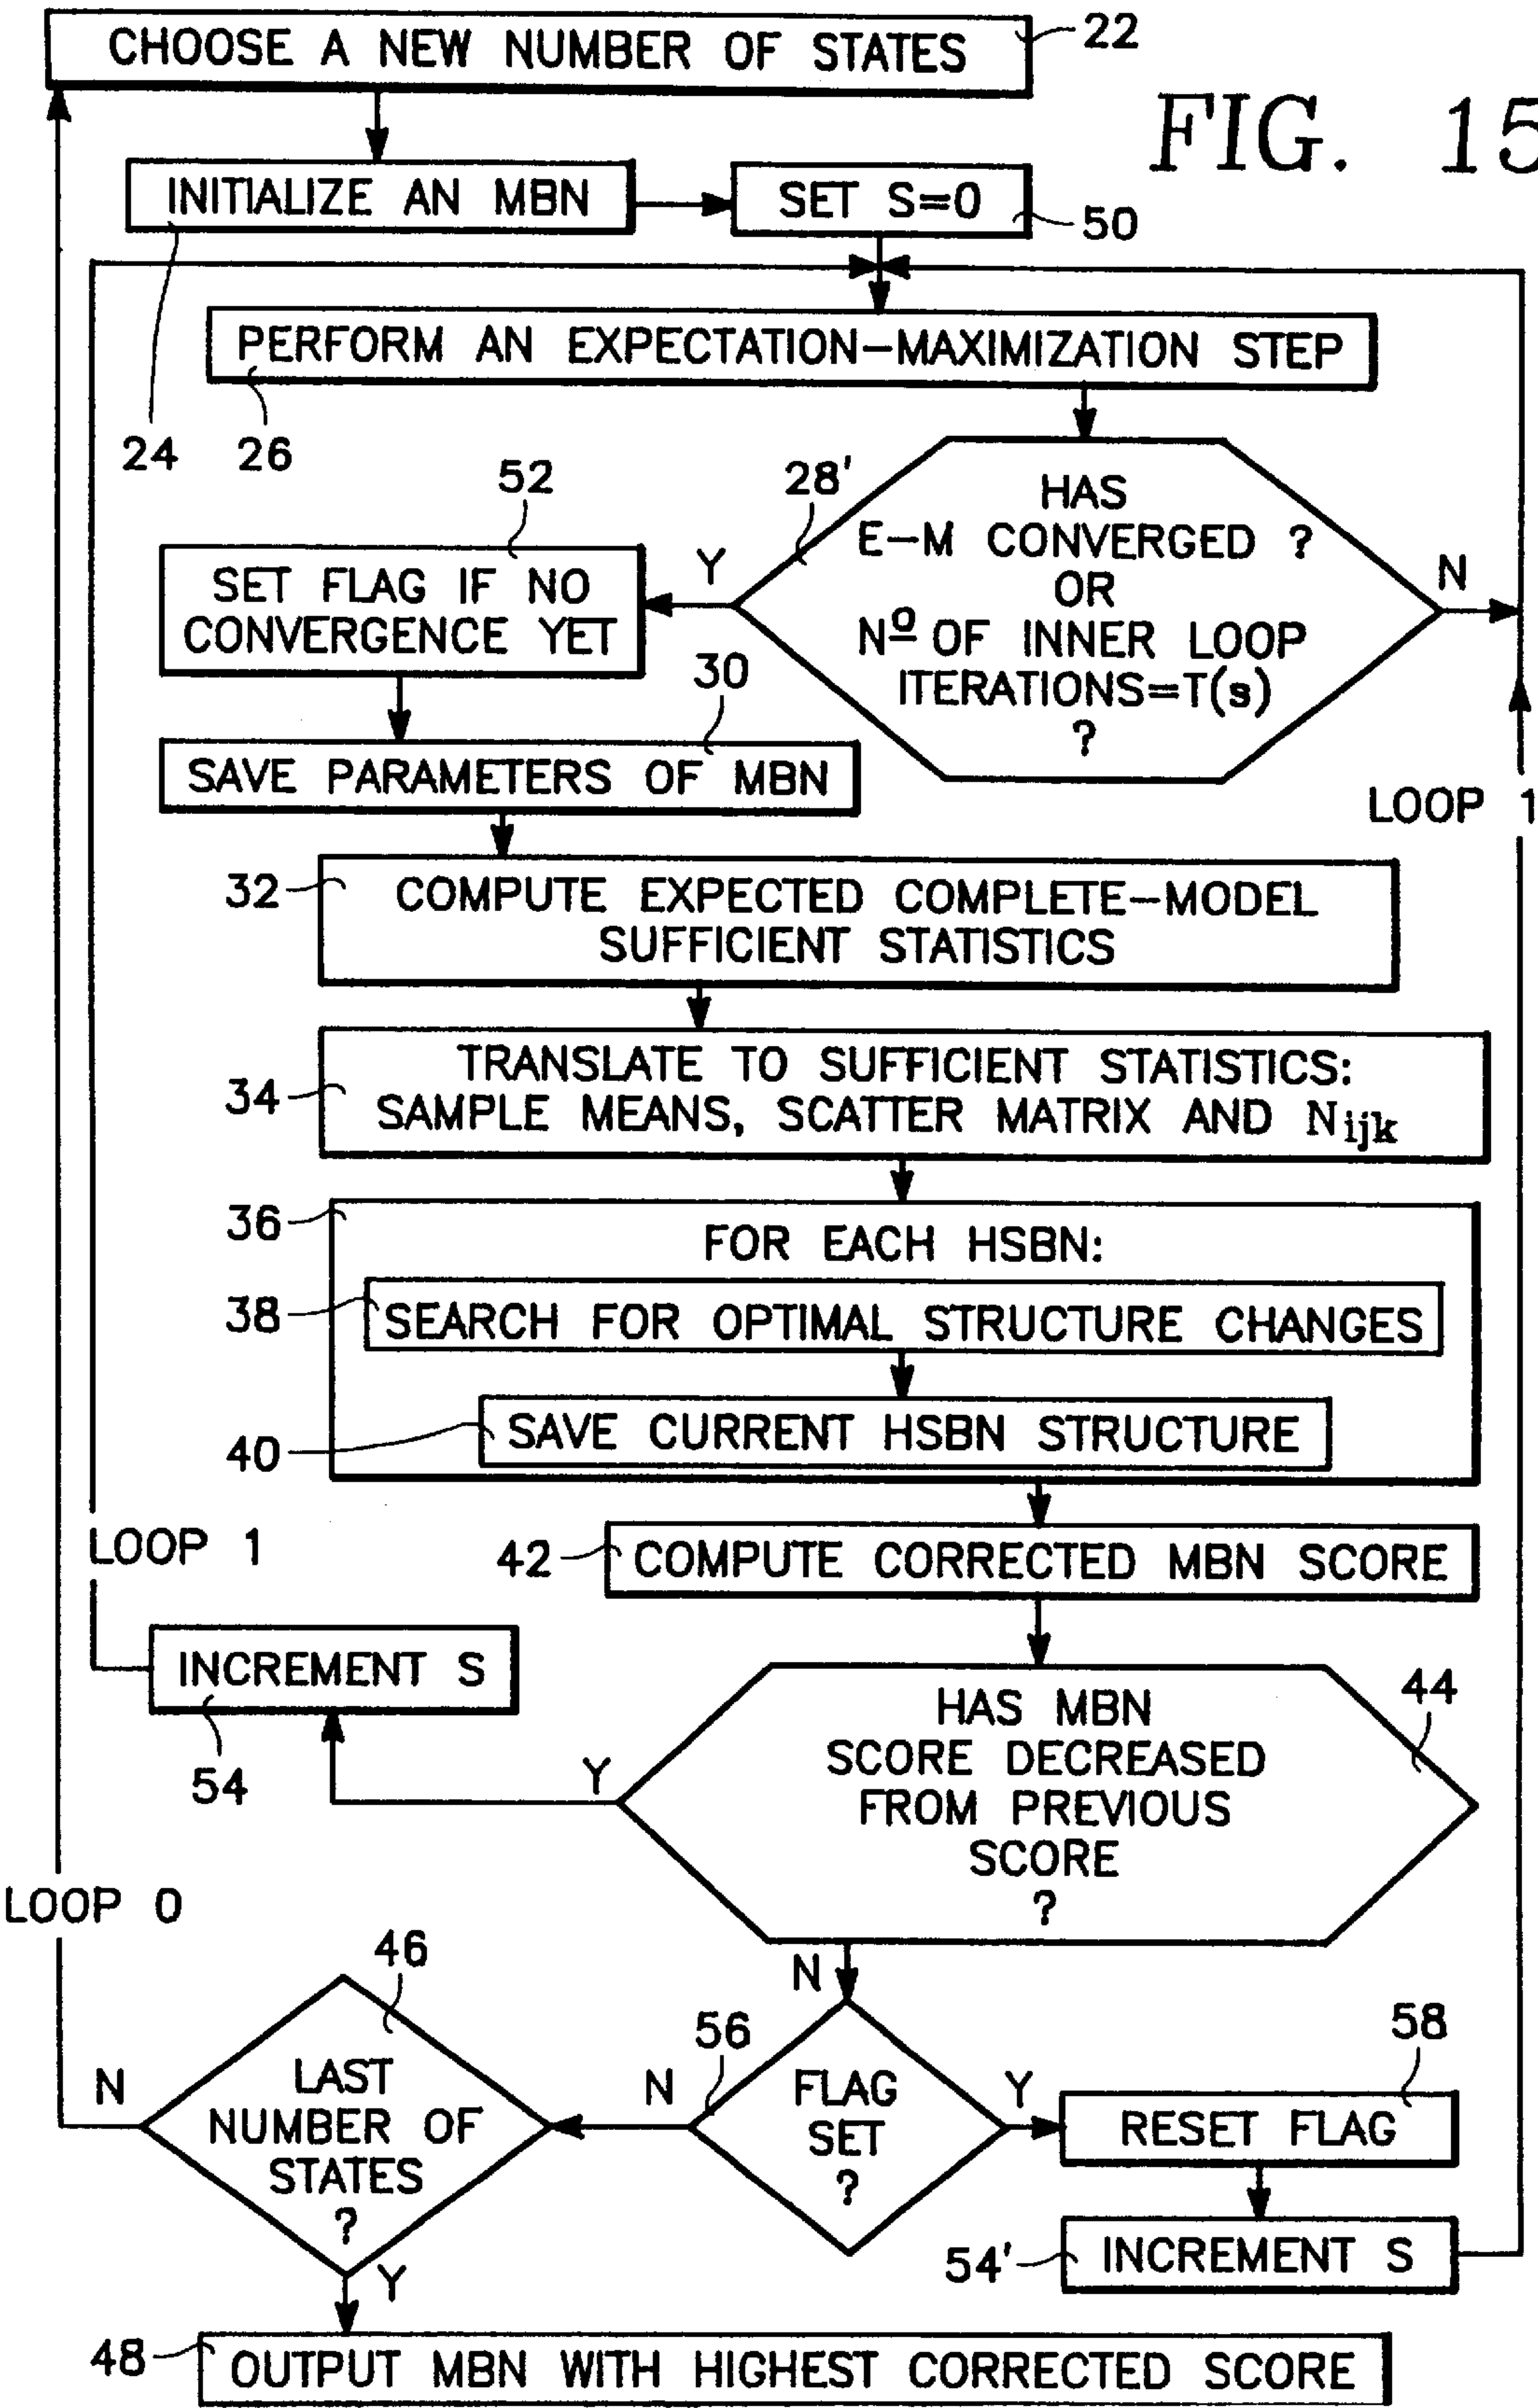 CHOOSE A NEW NUMBER OF STATES
22
FIG. 15
INITIALIZE AN MBN
SET S=0
50
PERFORM AN EXPECTATION-MAXIMIZATION STEP
24
26
52
28'
HAS
E-M CONVERGED ?
OR
Nº OF INNER LOOP
ITERATIONS=T(s)
?
Y
N
SET FLAG IF NO
CONVERGENCE YET
30
SAVE PARAMETERS OF MBN
LOOP 1
32
COMPUTE EXPECTED COMPLETE-MODEL
SUFFICIENT STATISTICS
34
TRANSLATE TO SUFFICIENT STATISTICS:
SAMPLE MEANS, SCATTER MATRIX AND Nijk
36
FOR EACH HSBN:
38
SEARCH FOR OPTIMAL STRUCTURE CHANGES
40
SAVE CURRENT HSBN STRUCTURE
LOOP 1
42
COMPUTE CORRECTED MBN SCORE
INCREMENT S
54
44
HAS MBN
SCORE DECREASED
FROM PREVIOUS
SCORE
?
Y
LOOP 0
N
46
LAST
NUMBER OF
STATES
?
N
56
FLAG
SET
?
N
Y
58
RESET FLAG
54'
INCREMENT S
Y
48
OUTPUT MBN WITH HIGHEST CORRECTED SCORE